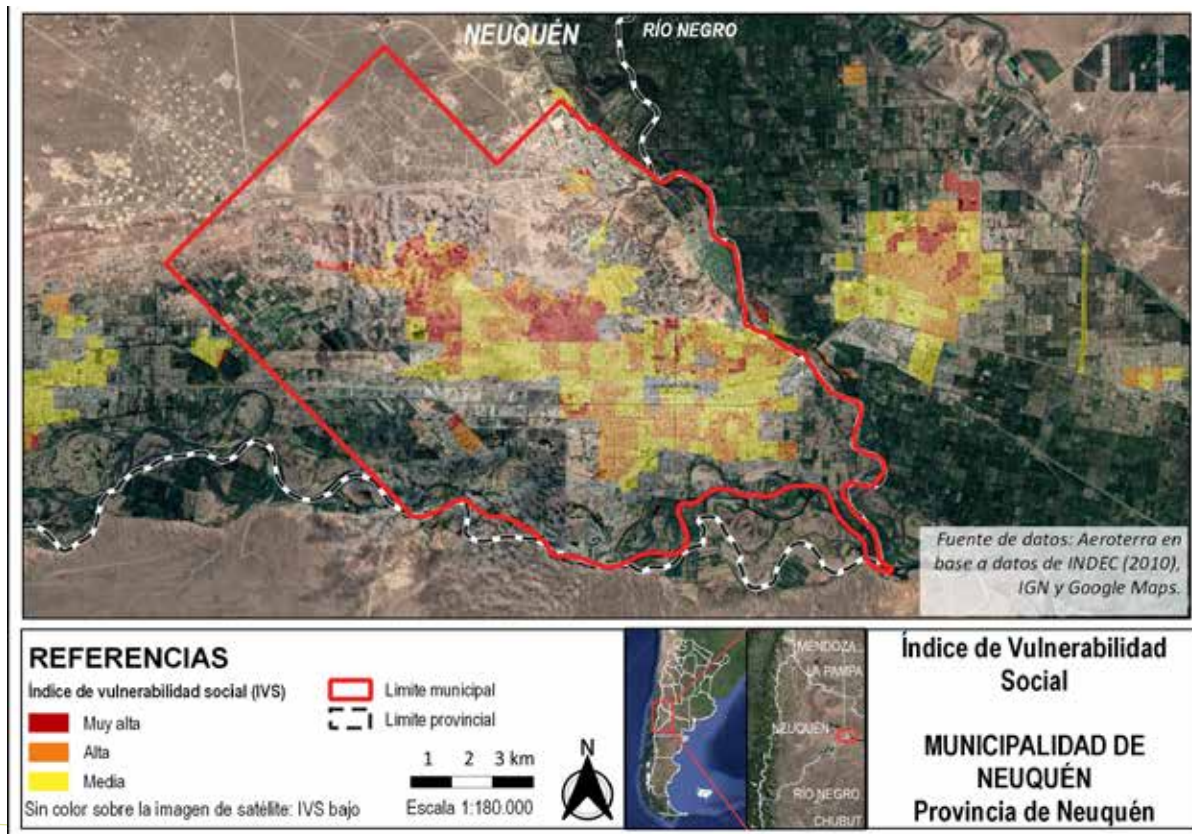 NEUQUÉN
RÍO NEGRO
Fuente de datos: Aeroterra en
base a datos de INDEC (2010),
IGN y Google Maps.
REFERENCIAS
Índice de vulnerabilidad social (IVS)
Muy alta
Alta
Media
Sin color sobre la imagen de satélite: IVS bajo
Limite municipal
Limite provincial
1 2 3 km
Escala 1:180.000
N
MENDOZA
LA PAMPA
NEUQUÉN
RÍO NEGRO
CHUBUT
Índice de Vulnerabilidad
Social
MUNICIPALIDAD DE
NEUQUÉN
Provincia de Neuquén